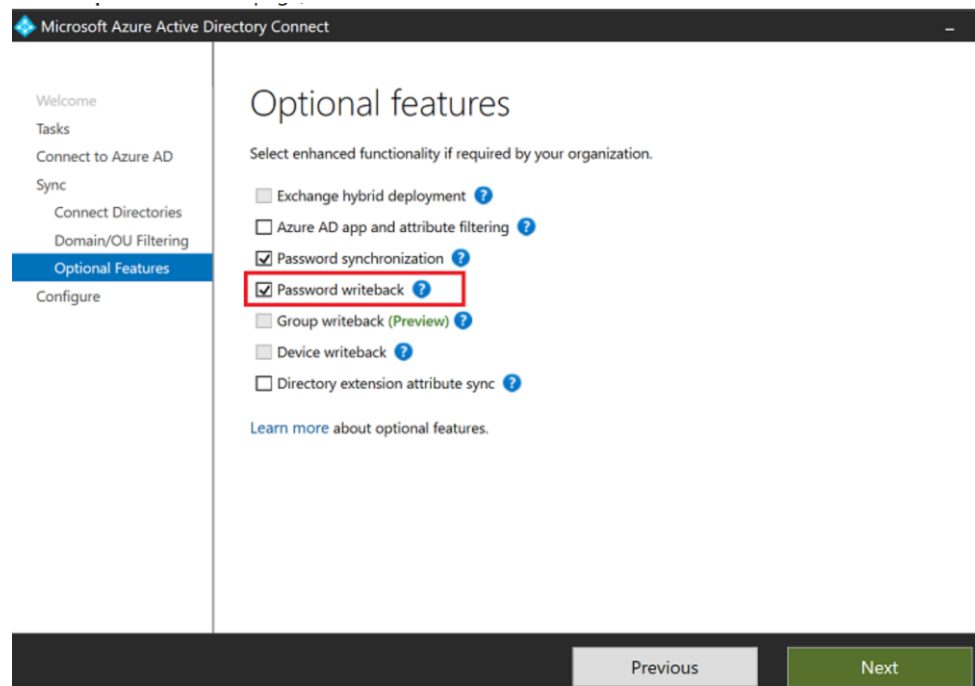 Microsoft Azure Active Directory Connect
Welcome
Tasks
Connect to Azure AD
Sync
Connect Directories
Domain/OU Filtering
Optional Features
Configure
Optional features
Select enhanced functionality if required by your organization.
Exchange hybrid deployment ?
Azure AD app and attribute filtering ?
Password synchronization ?
Password writeback ?
Group writeback (Preview) ?
Device writeback ?
Directory extension attribute sync ?
Learn more about optional features.
Previous
Next